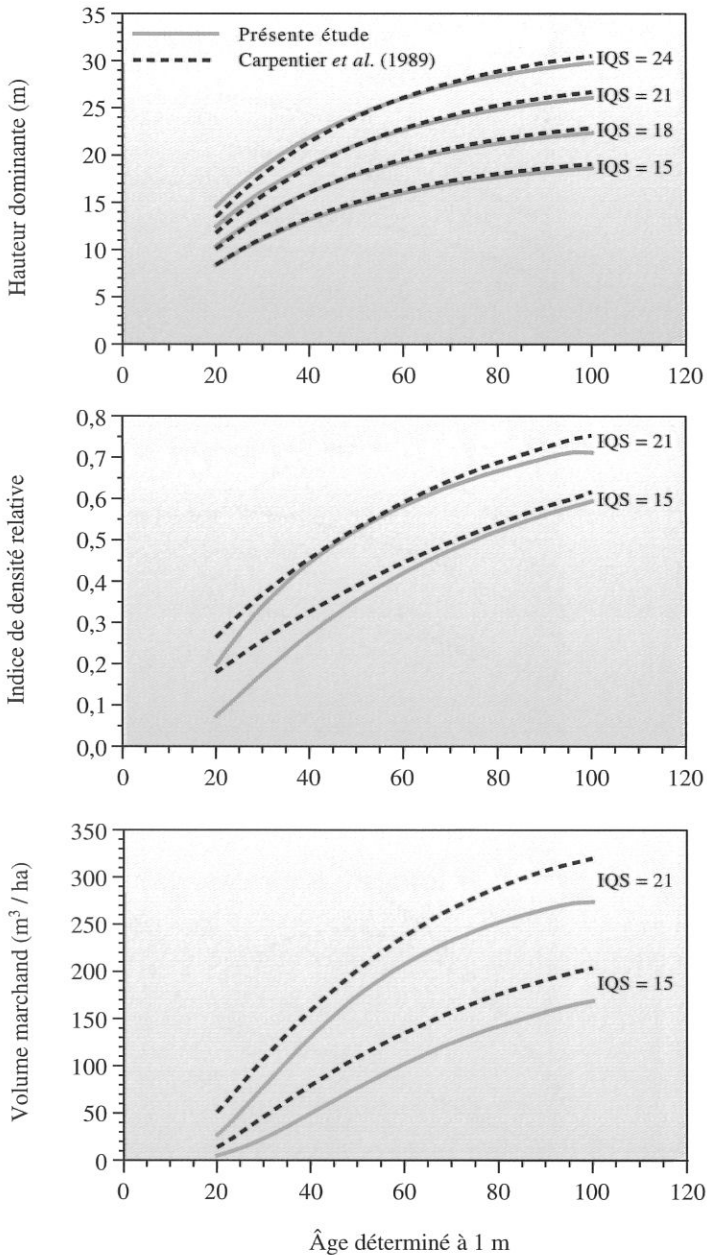 35
Présente étude
Carpentier et al. (1989)
30
IQS = 24
25
IQS = 21
20
IQS = 18
15
IQS = 15
10
5
0
Hauteur dominante (m)
0 20 40 60 80 100 120
0,8
IQS = 21
0,7
0,6
IQS = 15
0,5
0,4
0,3
0,2
0,1
0,0
Indice de densité relative
0 20 40 60 80 100 120
350
300
IQS = 21
250
200
IQS = 15
150
100
50
0
Volume marchand (m³ / ha)
0 20 40 60 80 100 120
Âge déterminé à 1 m